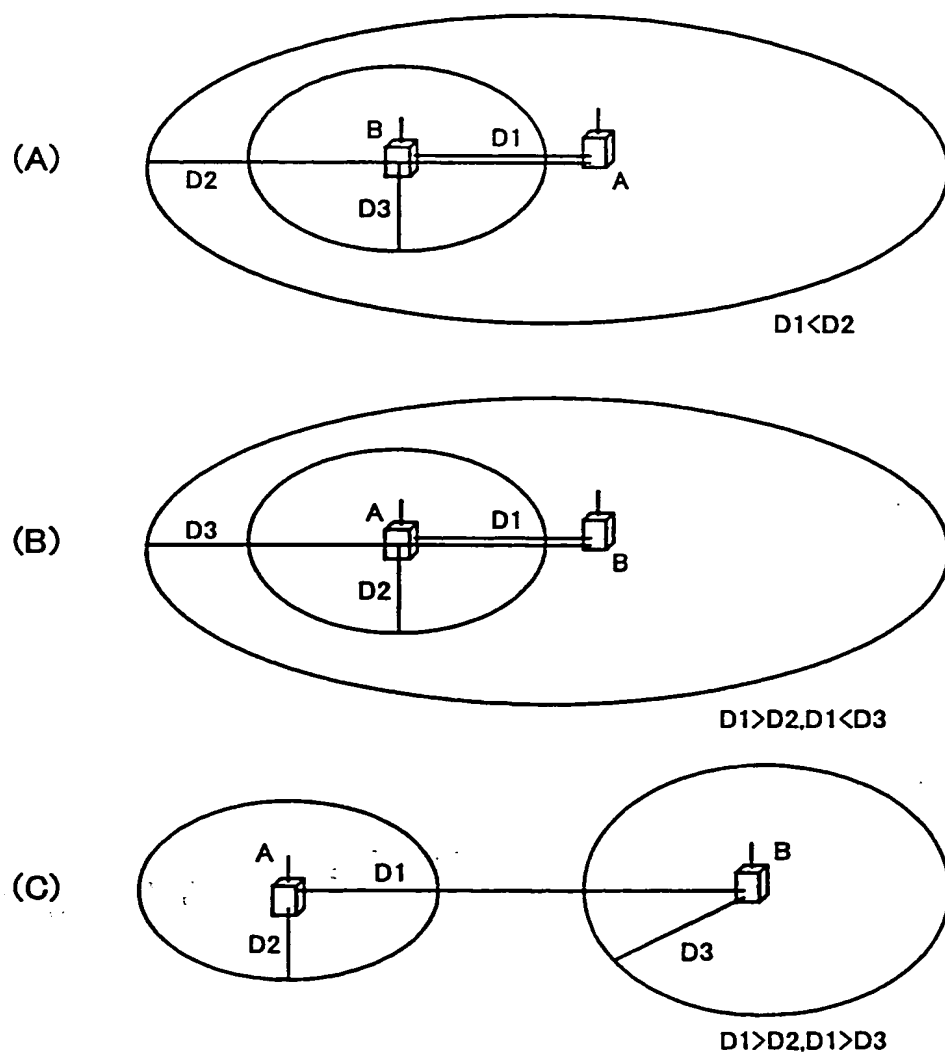 (A)
B
D1
A
D2
D3
D1<D2
(B)
A
D1
B
D3
D2
D1>D2,D1<D3
(C)
A
D1
B
D2
D3
D1>D2,D1>D3